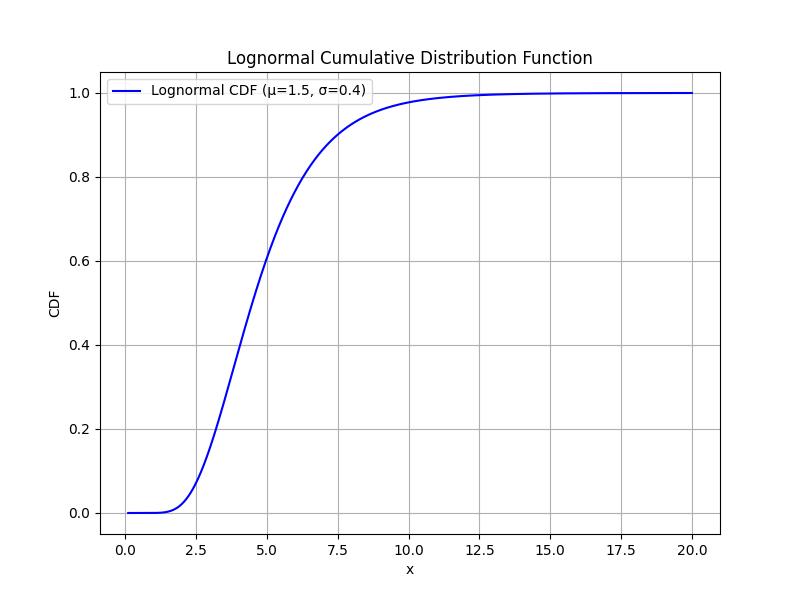 Lognormal Cumulative Distribution Function
Lognormal CDF (μ=1.5, σ=0.4)
1.0
0.8
0.6
0.4
0.2
0.0
CDF
0.0 2.5 5.0 7.5 10.0 12.5 15.0 17.5 20.0
x